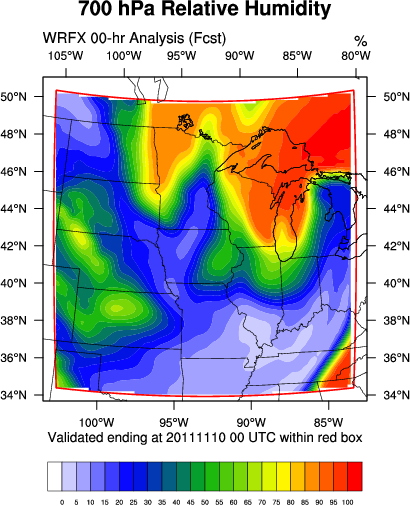 700 hPa Relative Humidity
WRFX 00-hr Analysis (Fcst)
%
105°W 100°W 95°W 90°W 85°W 80°W
50°N 50°N
48°N 48°N
46°N 46°N
44°N 44°N
42°N 42°N
40°N 40°N
38°N 38°N
36°N 36°N
34°N 34°N
100°W 95°W 90°W 85°W
Validated ending at 20111110 00 UTC within red box
0 5 10 15 20 25 30 35 40 45 50 55 60 65 70 75 80 85 90 95 100